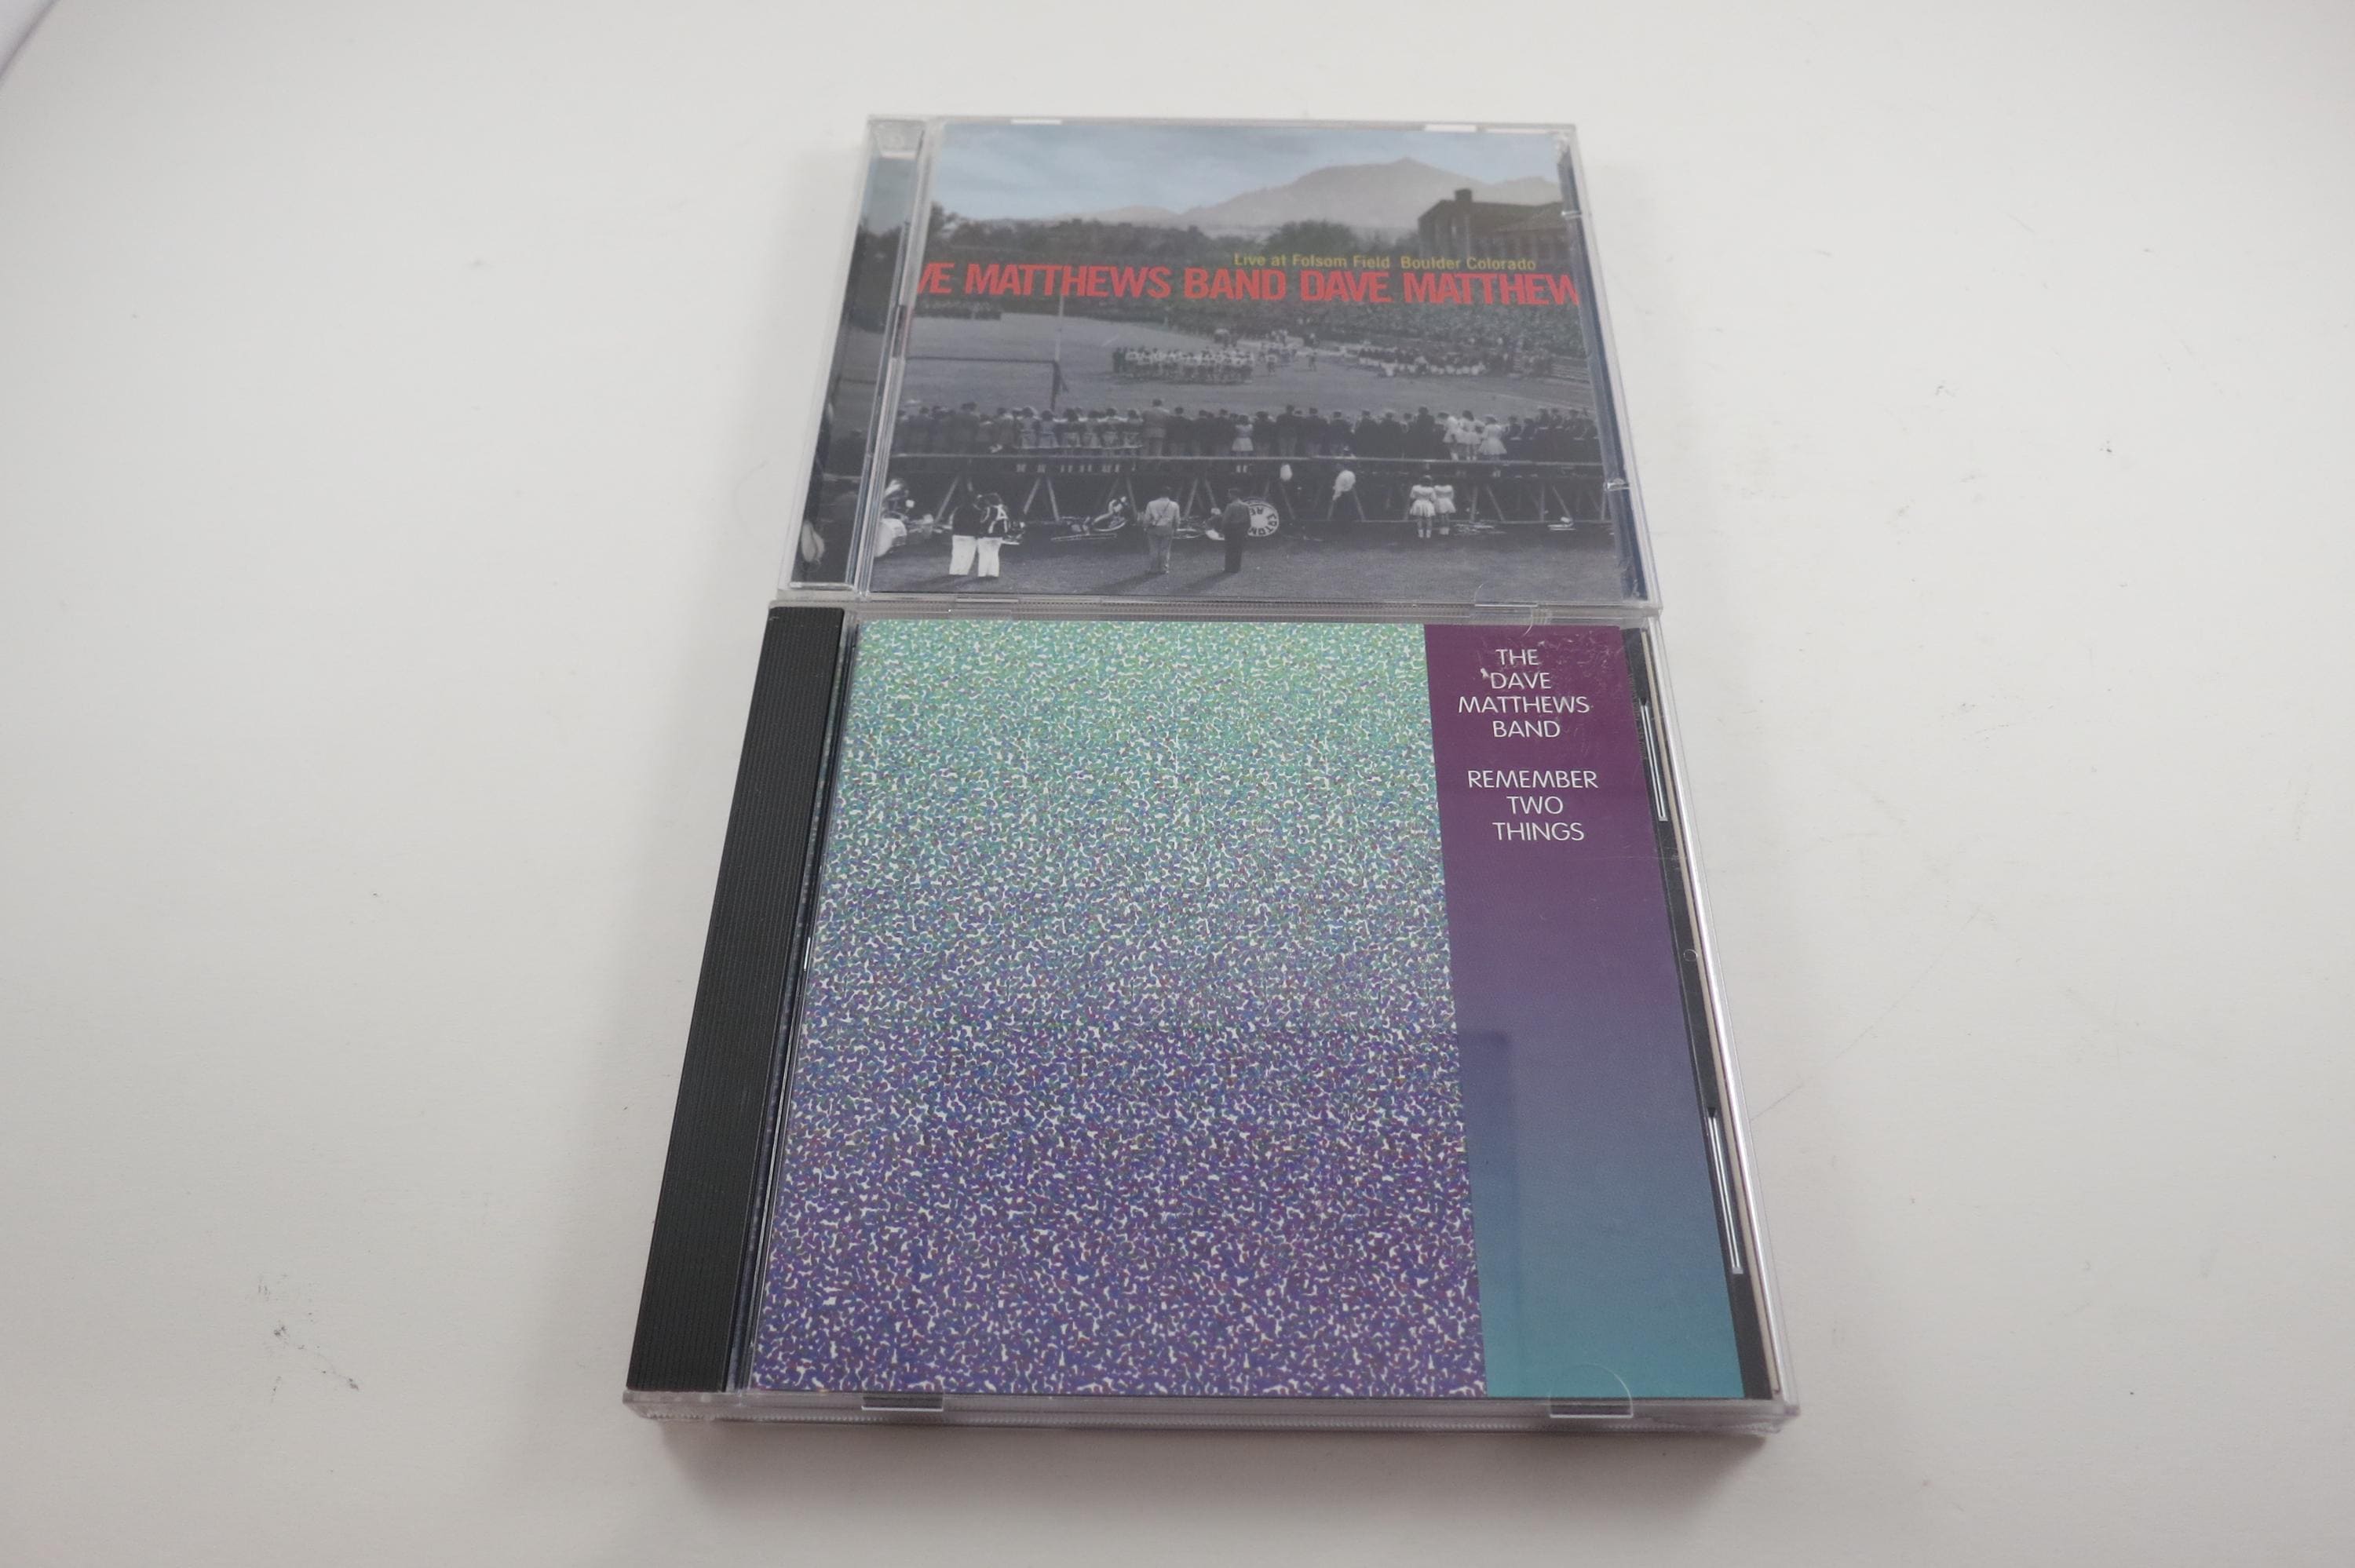 Live at Folsom Field Boulder Colorado
VE MATTHEWS BAND DAVE MATTHEW
THE
DAVE
MATTHEWS
BAND
REMEMBER
TWO
THINGS